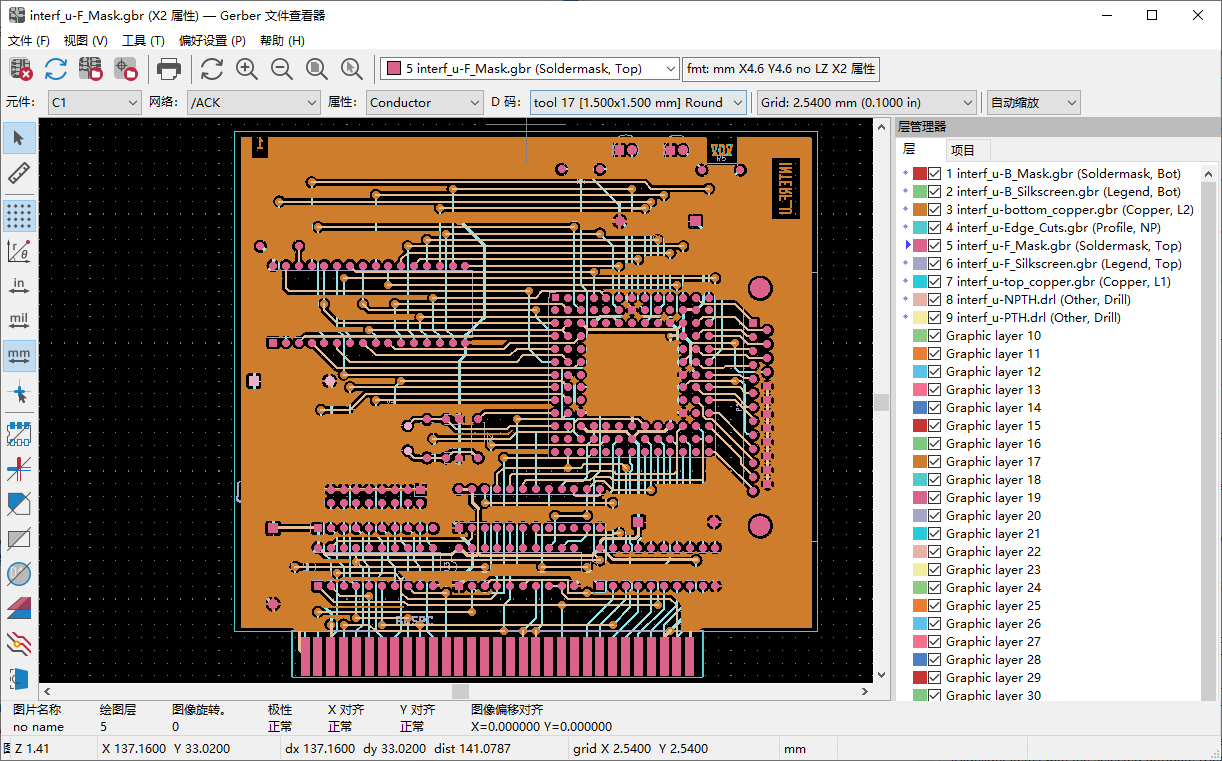 interf_u-F_Mask.gbr (X2 属性) — Gerber 文件查看器
文件 (F) 视图 (V) 工具 (T) 偏好设置 (P) 帮助 (H)
5 interf_u-F_Mask.gbr (Soldermask, Top) fmt: mm X4.6 Y4.6 no LZ X2 属性
元件: C1 网络: /ACK 属性: Conductor D 码: tool 17 [1.500x1.500 mm] Round Grid: 2.5400 mm (0.1000 in) 自动缩放
层管理器
层 项目
in
mil
mm
1 interf_u-B_Mask.gbr (Soldermask, Bot)
2 interf_u-B_Silkscreen.gbr (Legend, Bot)
3 interf_u-bottom_copper.gbr (Copper, L2)
4 interf_u-Edge_Cuts.gbr (Profile, NP)
5 interf_u-F_Mask.gbr (Soldermask, Top)
6 interf_u-F_Silkscreen.gbr (Legend, Top)
7 interf_u-top_copper.gbr (Copper, L1)
8 interf_u-NPTH.drl (Other, Drill)
9 interf_u-PTH.drl (Other, Drill)
Graphic layer 10
Graphic layer 11
Graphic layer 12
Graphic layer 13
Graphic layer 14
Graphic layer 15
Graphic layer 16
Graphic layer 17
Graphic layer 18
Graphic layer 19
Graphic layer 20
Graphic layer 21
Graphic layer 22
Graphic layer 23
Graphic layer 24
Graphic layer 25
Graphic layer 26
Graphic layer 27
Graphic layer 28
Graphic layer 29
Graphic layer 30
图片名称 绘图层 图像旋转。 极性 X 对齐 Y 对齐 图像偏移对齐
no name 5 0 正常 正常 正常 X=0.000000 Y=0.000000
Z 1.41 X 137.1600 Y 33.0200 dx 137.1600 dy 33.0200 dist 141.0787 grid X 2.5400 Y 2.5400 mm